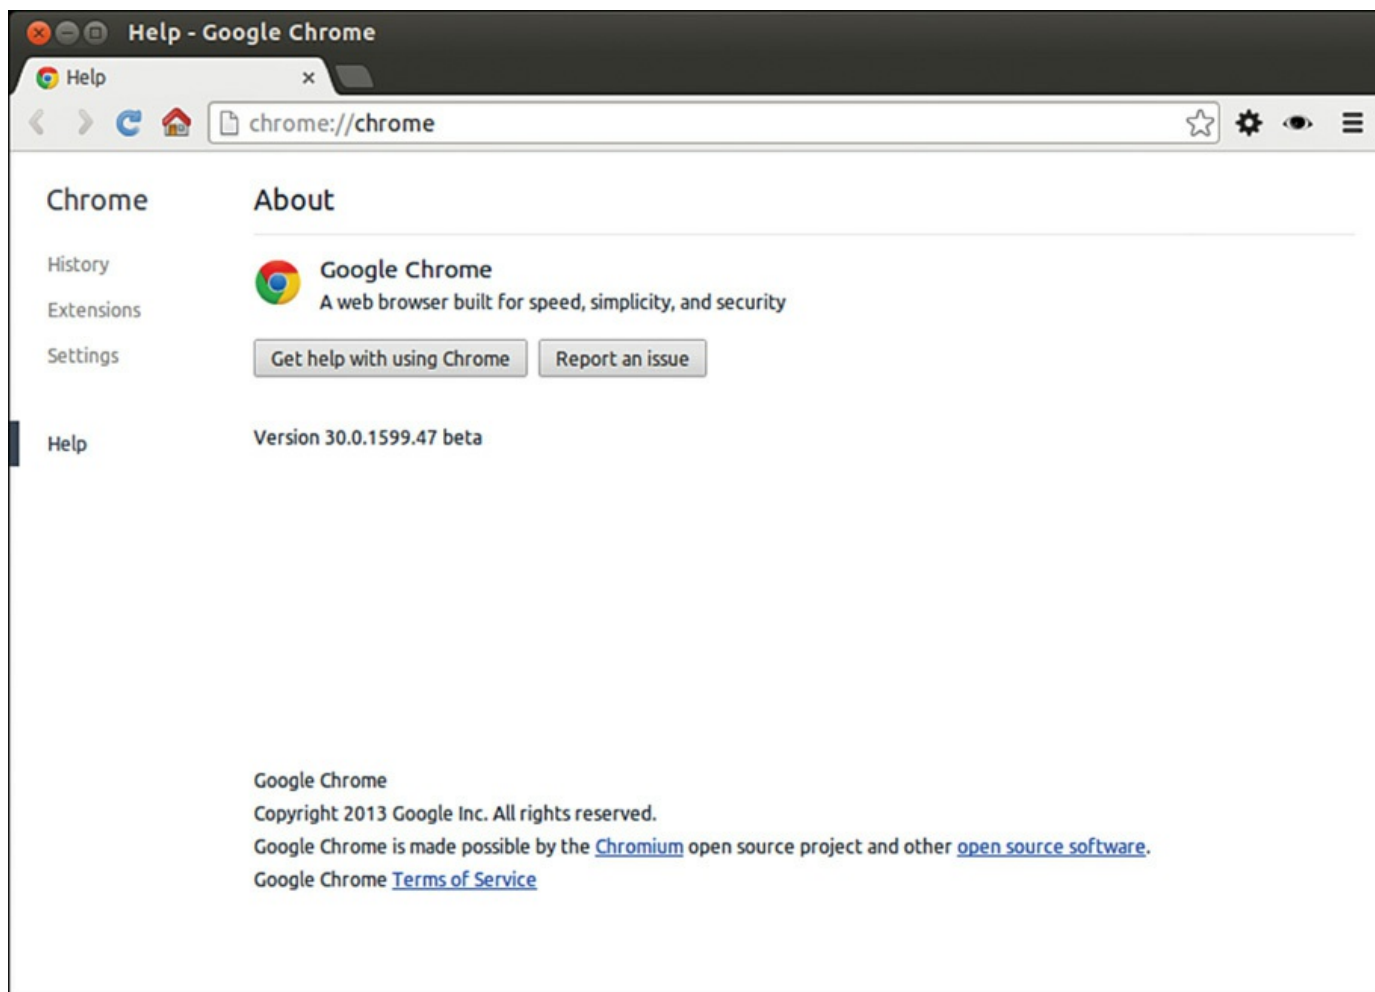 Help - Google Chrome
Help
chrome://chrome
Chrome
History
Extensions
Settings
Help
About
Google Chrome
A web browser built for speed, simplicity, and security
Get help with using Chrome
Report an issue
Version 30.0.1599.47 beta
Google Chrome
Copyright 2013 Google Inc. All rights reserved.
Google Chrome is made possible by the Chromium open source project and other open source software.
Google Chrome Terms of Service